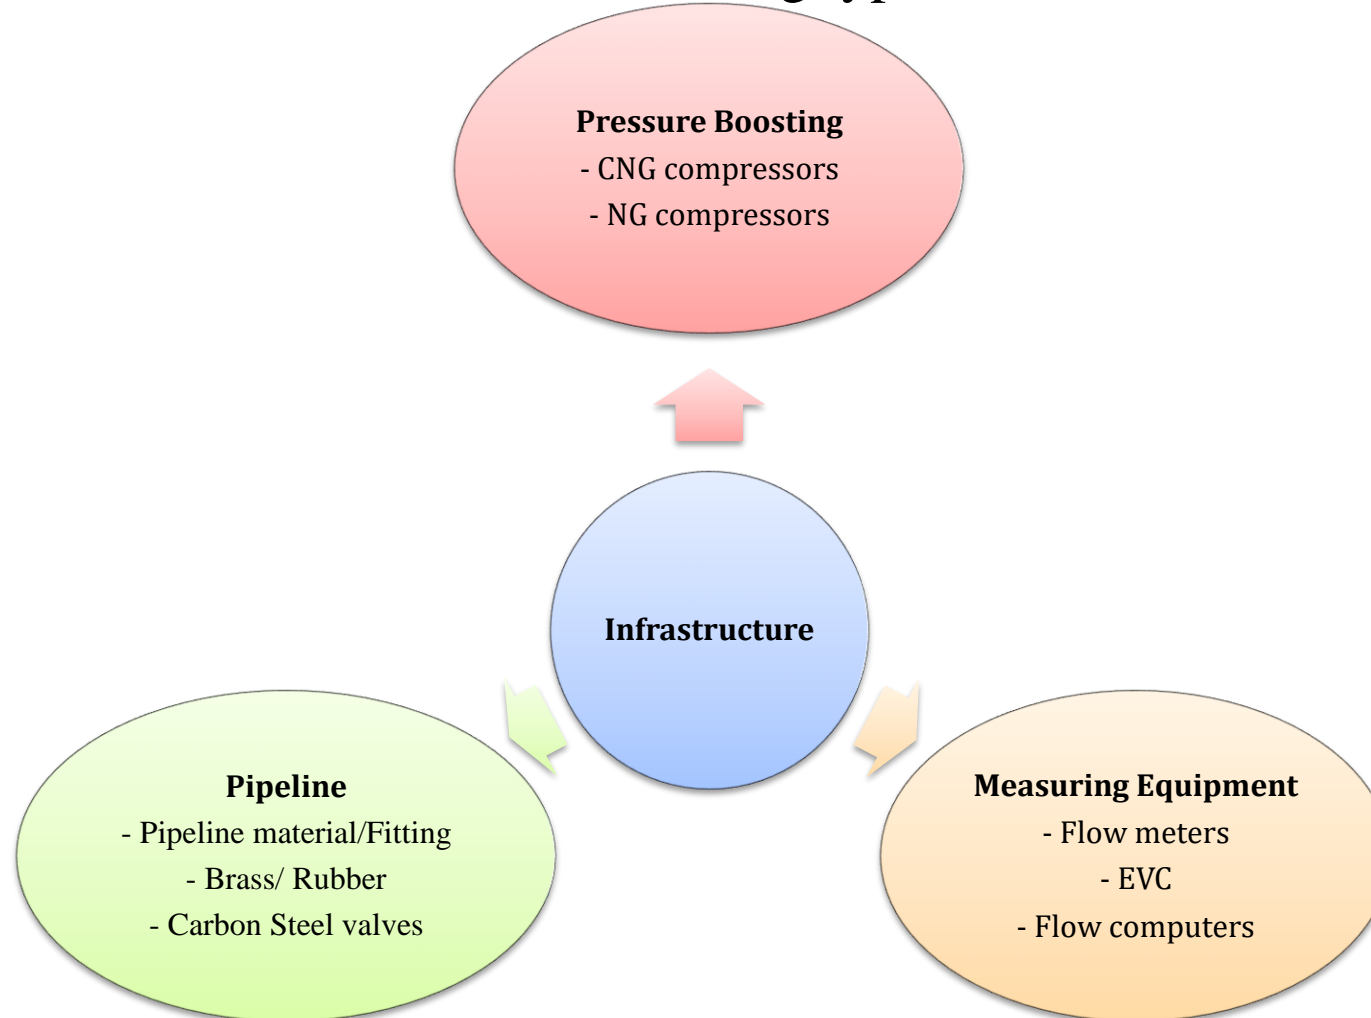 Pressure Boosting
- CNG compressors
- NG compressors
Infrastructure
Pipeline
- Pipeline material/Fitting
- Brass/ Rubber
- Carbon Steel valves
Measuring Equipment
- Flow meters
- EVC
- Flow computers